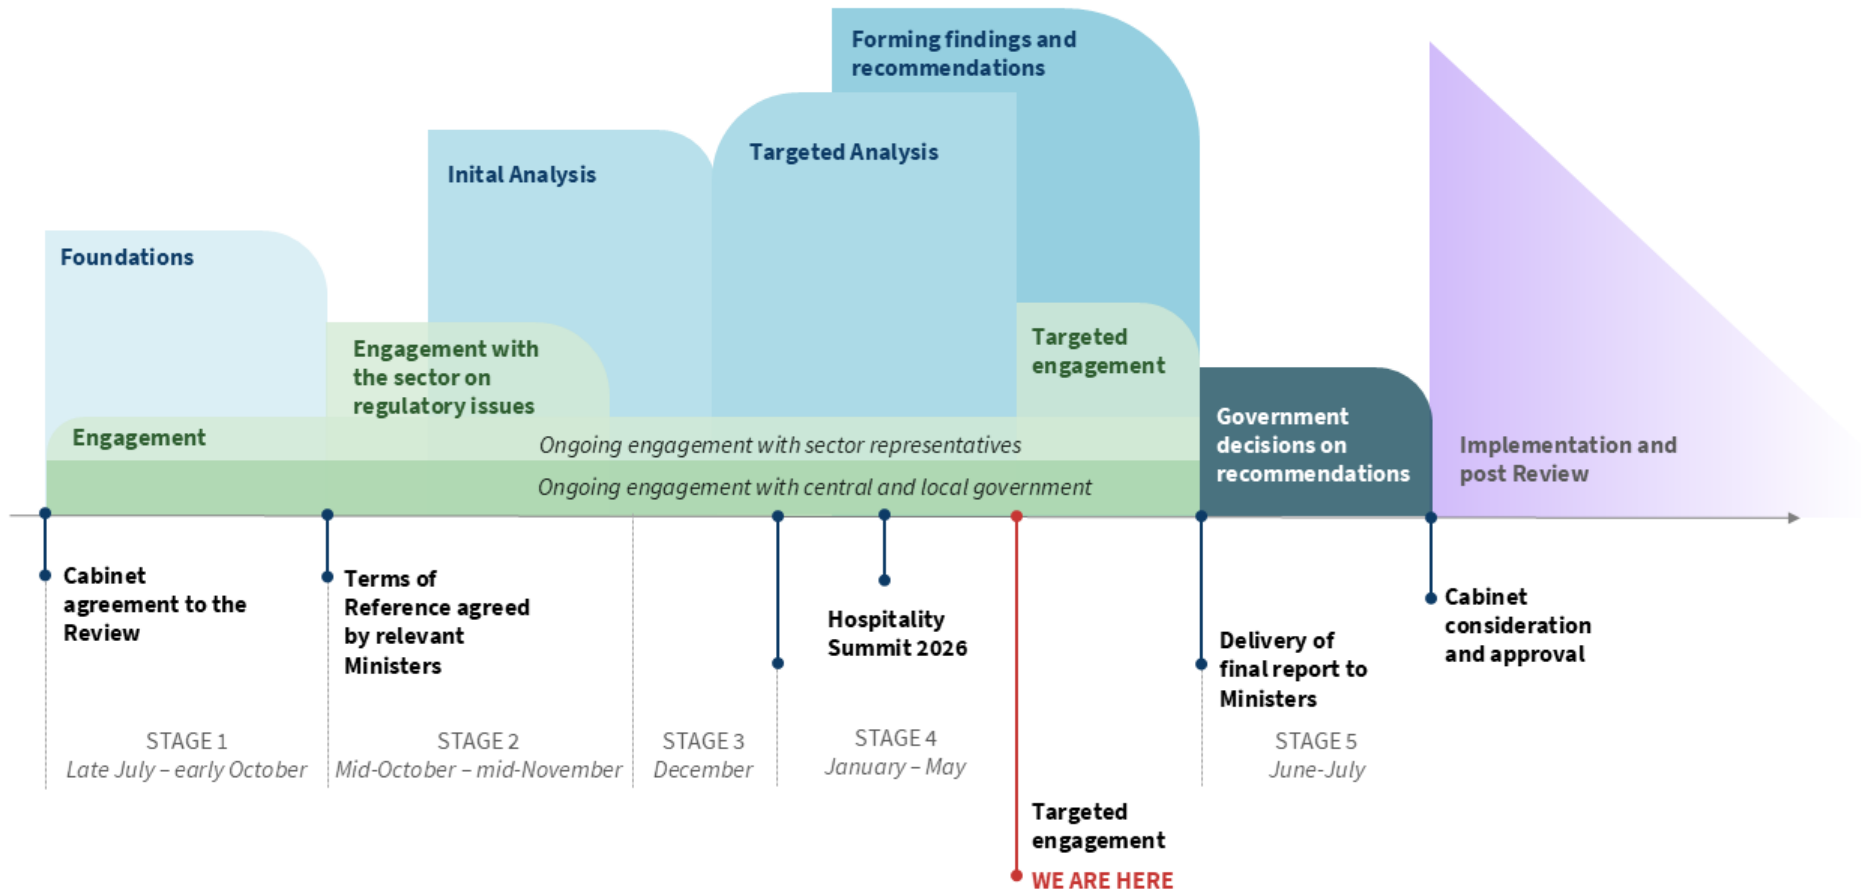 Forming findings and
recommendations
Targeted Analysis
Inital Analysis
Foundations
Engagement with
the sector on
regulatory issues
Targeted
engagement
Engagement
Ongoing engagement with sector representatives
Ongoing engagement with central and local government
Government
decisions on
recommendations
Implementation and
post Review
Cabinet
agreement to the
Review
Terms of
Reference agreed
by relevant
Ministers
Hospitality
Summit 2026
Delivery of
final report to
Ministers
Cabinet
consideration
and approval
STAGE 1
Late July – early October
STAGE 2
Mid-October – mid-November
STAGE 3
December
STAGE 4
January – May
STAGE 5
June-July
Targeted
engagement
WE ARE HERE